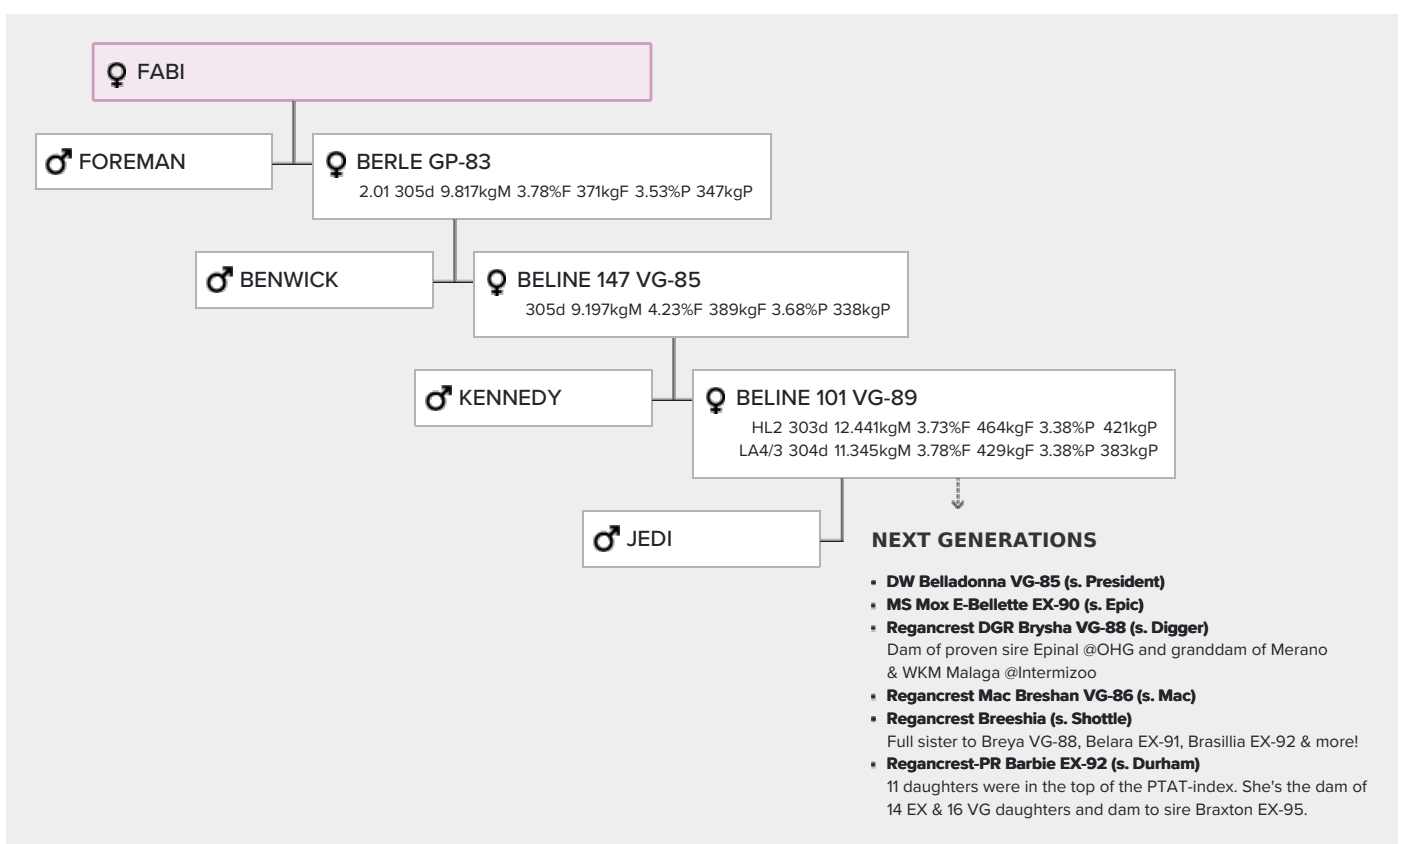 FABI
FOREMAN
BERLE GP-83
2.01 305d 9.817kgM 3.78%F 371kgF 3.53%P 347kgP
BENWICK
BELINE 147 VG-85
305d 9.197kgM 4.23%F 389kgF 3.68%P 338kgP
KENNEDY
BELINE 101 VG-89
HL2 303d 12.441kgM 3.73%F 464kgF 3.38%P 421kgP
LA4/3 304d 11.345kgM 3.78%F 429kgF 3.38%P 383kgP
JEDI
NEXT GENERATIONS
▪ DW Belladonna VG-85 (s. President)
▪ MS Mox E-Bellette EX-90 (s. Epic)
▪ Regancrest DGR Brysha VG-88 (s. Digger)
Dam of proven sire Epinal @OHG and granddam of Merano
& WKM Malaga @Intermizoo
▪ Regancrest Mac Breshan VG-86 (s. Mac)
▪ Regancrest Breeshia (s. Shottle)
Full sister to Breya VG-88, Belara EX-91, Brasillia EX-92 & more!
▪ Regancrest-PR Barbie EX-92 (s. Durham)
11 daughters were in the top of the PTAT-index. She's the dam of
14 EX & 16 VG daughters and dam to sire Braxton EX-95.